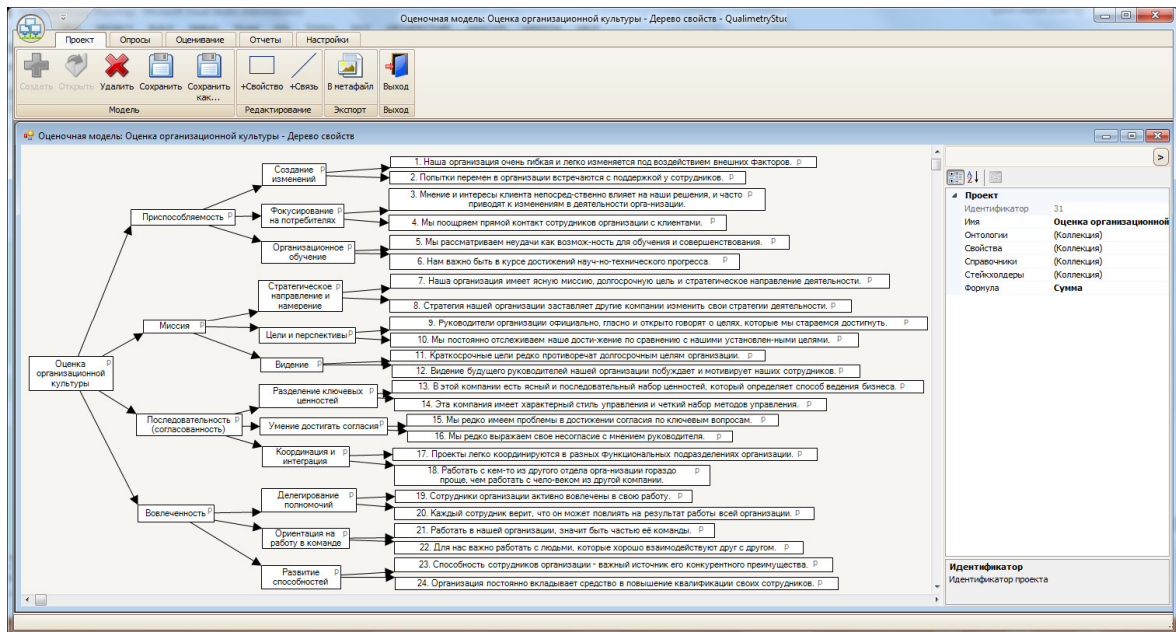 Оценочная модель: Оценка организационной культуры - Дерево свойств - QualimetryStuc
Проект Опросы Оценивание Отчеты Настройки
Создать Открыть Удалить Сохранить Сохранить как... +Свойство +Связь В метафайл Выход
Модель Редактирование Экспорт Выход
Оценочная модель: Оценка организационной культуры - Дерево свойств
Оценка
организационной
культуры
Приспособляемость P
Создание P
изменений
1. Наша организация очень гибкая и легко изменяется под воздействием внешних факторов. P
2. Попытки перемен в организации встречаются с поддержкой у сотрудников. P
Фокусирование P
на потребителях
3. Мнение и интересы клиента непосред-ственно влияет на наши решения, и часто P
приводят к изменениям в деятельности орга-низации.
4. Мы поощряем прямой контакт сотрудников организации с клиентами. P
Организационное P
обучение
5. Мы рассматриваем неудачи как возмож-ность для обучения и совершенствования. P
6. Нам важно быть в курсе достижений науч-но-технического прогресса. P
Миссия P
Стратегическое P
направление и
намерение
7. Наша организация имеет ясную миссию, долгосрочную цель и стратегическое направление деятельности. P
8. Стратегия нашей организации заставляет другие компании изменить свои стратегии деятельности. P
Цели и перспективы P
9. Руководители организации официально, гласно и открыто говорят о целях, которые мы стараемся достигнуть. P
10. Мы постоянно отслеживаем наше дости-жение по сравнению с нашими установлен-ными целями. P
Видение P
11. Краткосрочные цели редко противоречат долгосрочным целям организации. P
12. Видение будущего руководителей нашей организации побуждает и мотивирует наших сотрудников. P
Последовательность P
(согласованность)
Разделение ключевых P
ценностей
13. В этой компании есть ясный и последовательный набор ценностей, который определяет способ ведения бизнеса. P
14. Эта компания имеет характерный стиль управления и четкий набор методов управления. P
Умение достигать согласия P
15. Мы редко имеем проблемы в достижении согласия по ключевым вопросам. P
16. Мы редко выражаем свое несогласие с мнением руководителя. P
Координация и P
интеграция
17. Проекты легко координируются в разных функциональных подразделениях организации. P
18. Работать с кем-то из другого отдела орга-низации гораздо P
проще, чем работать с чело-веком из другой компании.
Вовлеченность P
Делегирование P
полномочий
19. Сотрудники организации активно вовлечены в свою работу. P
20. Каждый сотрудник верит, что он может повлиять на результат работы всей организации. P
Ориентация на P
работу в команде
21. Работать в нашей организации, значит быть частью её команды. P
22. Для нас важно работать с людьми, которые хорошо взаимодействуют друг с другом. P
Развитие P
способностей
23. Способность сотрудников организации - важный источник его конкурентного преимущества. P
24. Организация постоянно вкладывает средство в повышение квалификации своих сотрудников. P
Проект
Идентификатор 31
Имя Оценка организационной
Онтологии (Коллекция)
Свойства (Коллекция)
Справочники (Коллекция)
Стейкхолдеры (Коллекция)
Формула Сумма
Идентификатор
Идентификатор проекта